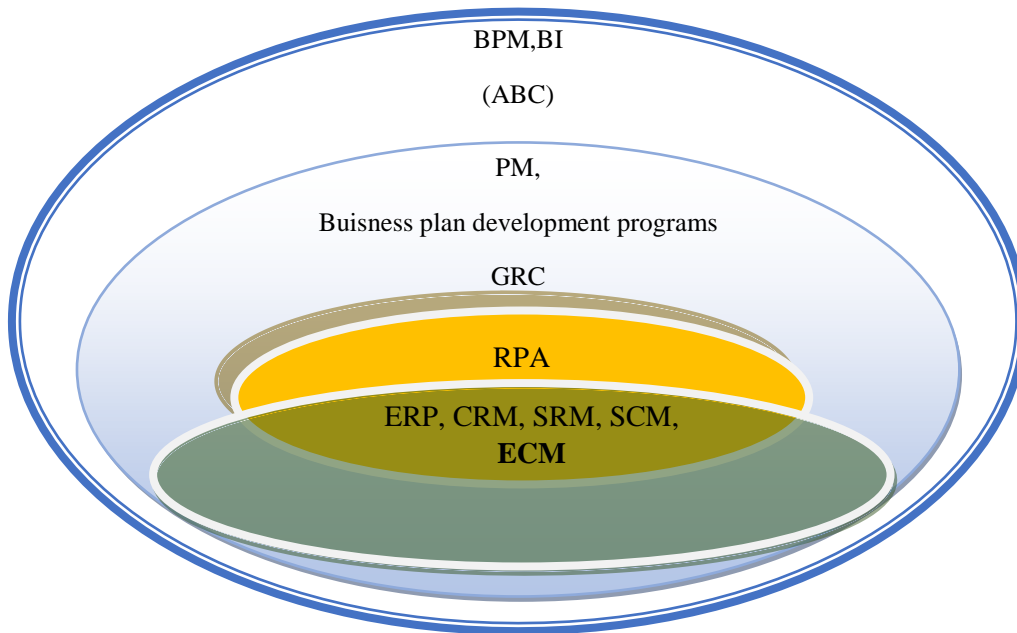 BPM,BI
(ABC)
PM,
Buisness plan development programs
GRC
RPA
ERP, CRM, SRM, SCM,
ECM